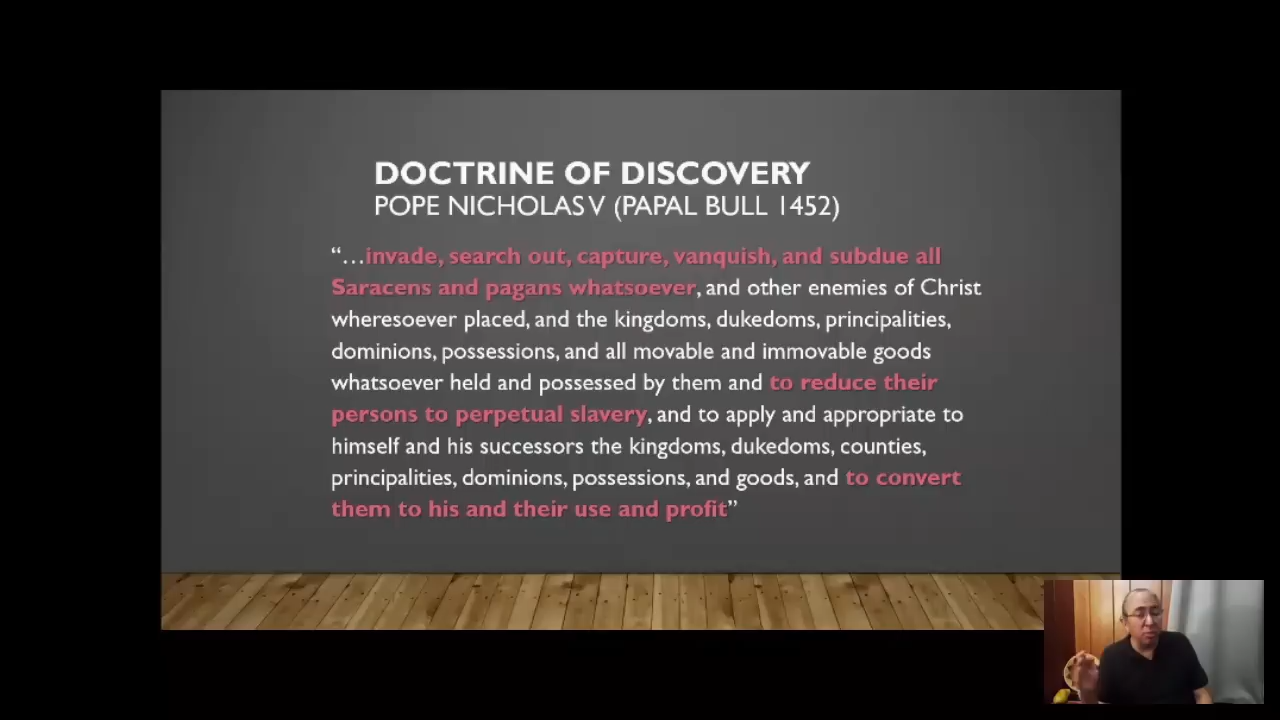 DOCTRINE OF DISCOVERY
POPE NICHOLAS V (PAPAL BULL 1452)
“…invade, search out, capture, vanquish, and subdue all
Saracens and pagans whatsoever, and other enemies of Christ
wheresoever placed, and the kingdoms, dukedoms, principalities,
dominions, possessions, and all movable and immovable goods
whatsoever held and possessed by them and to reduce their
persons to perpetual slavery, and to apply and appropriate to
himself and his successors the kingdoms, dukedoms, counties,
principalities, dominions, possessions, and goods, and to convert
them to his and their use and profit”